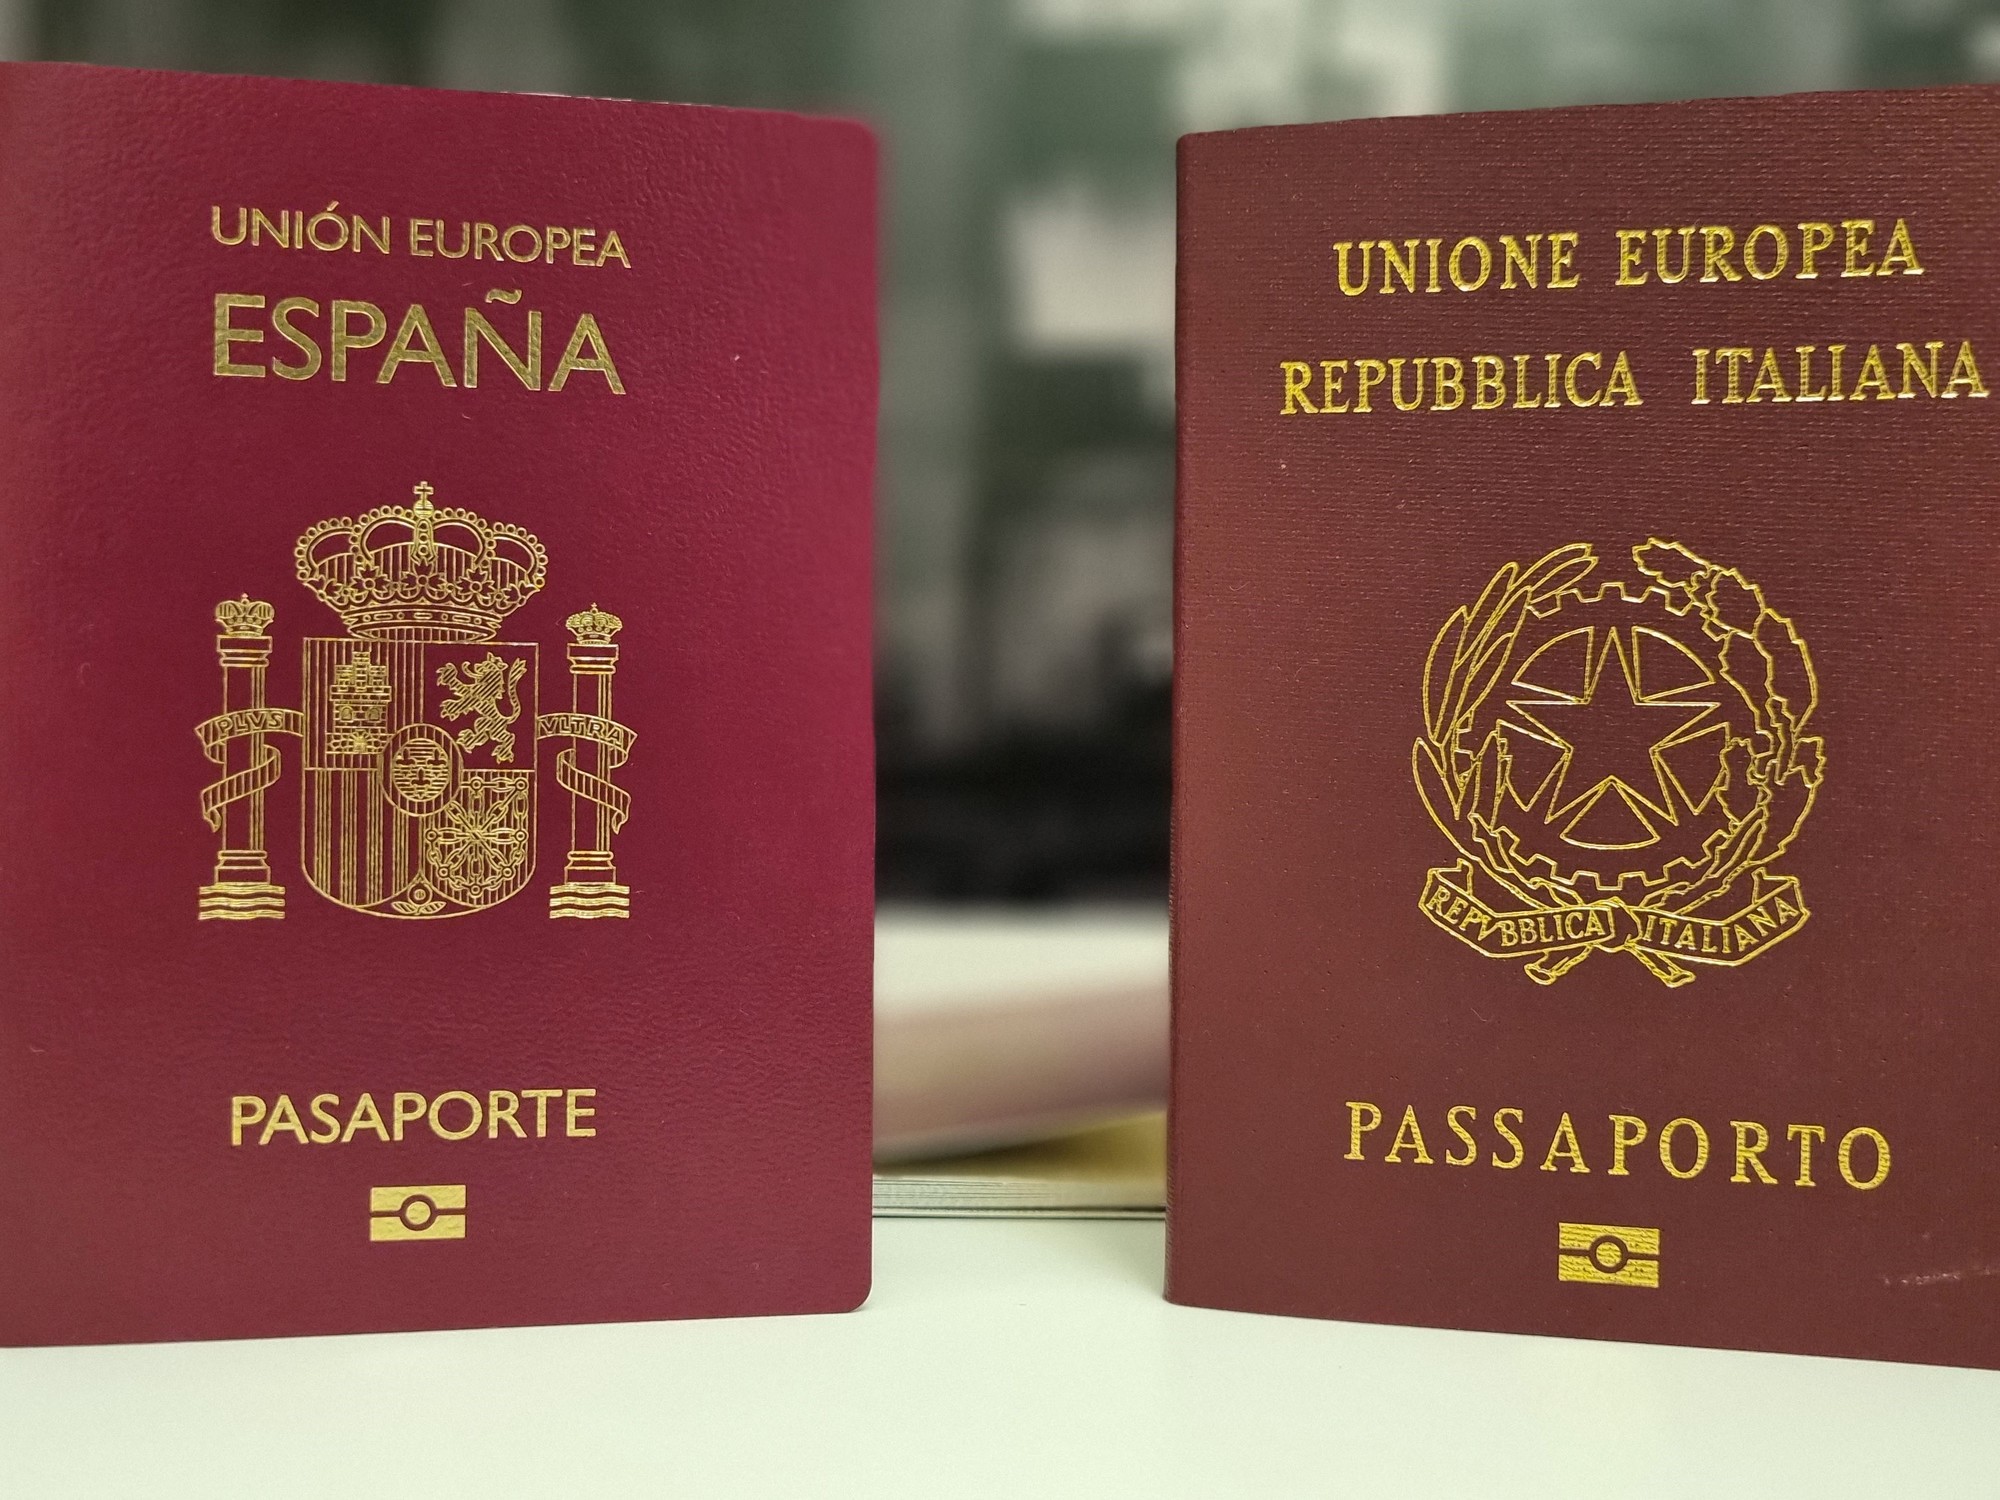 UNIÓN EUROPEA
ESPAÑA
PLVS VLTRA
PASAPORTE
UNIONE EUROPEA
REPUBBLICA ITALIANA
REPVBBLICA ITALIANA
PASSAPORTO